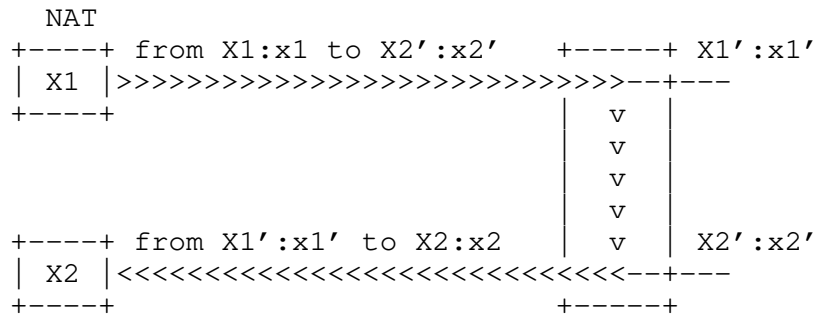 NAT
+----+ from X1:x1 to X2':x2' +-----+ X1':x1'
| X1 |>>>>>>>>>>>>>>>>>>>>>>>>>>>>>>>--+---
+----+ | v |
| v |
| v |
| v |
+----+ from X1':x1' to X2:x2 | v | X2':x2'
| X2 |<<<<<<<<<<<<<<<<<<<<<<<<<<<<<<<--+---
+----+ +-----+